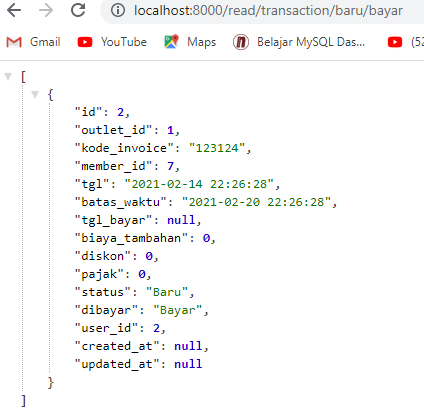 localhost:8000/read/transaction/baru/bayar
Gmail YouTube Maps Belajar MySQL Das... (52
[
{
"id": 2,
"outlet_id": 1,
"kode_invoice": "123124",
"member_id": 7,
"tgl": "2021-02-14 22:26:28",
"batas_waktu": "2021-02-20 22:26:28",
"tgl_bayar": null,
"biaya_tambahan": 0,
"diskon": 0,
"pajak": 0,
"status": "Baru",
"dibayar": "Bayar",
"user_id": 2,
"created_at": null,
"updated_at": null
}
]